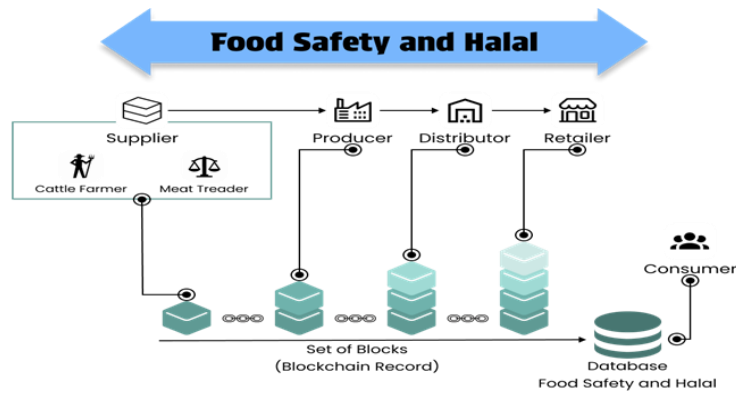 Food Safety and Halal
Supplier
Producer
Distributor
Retailer
Cattle Farmer
Meat Treader
Consumer
Set of Blocks
(Blockchain Record)
Database
Food Safety and Halal